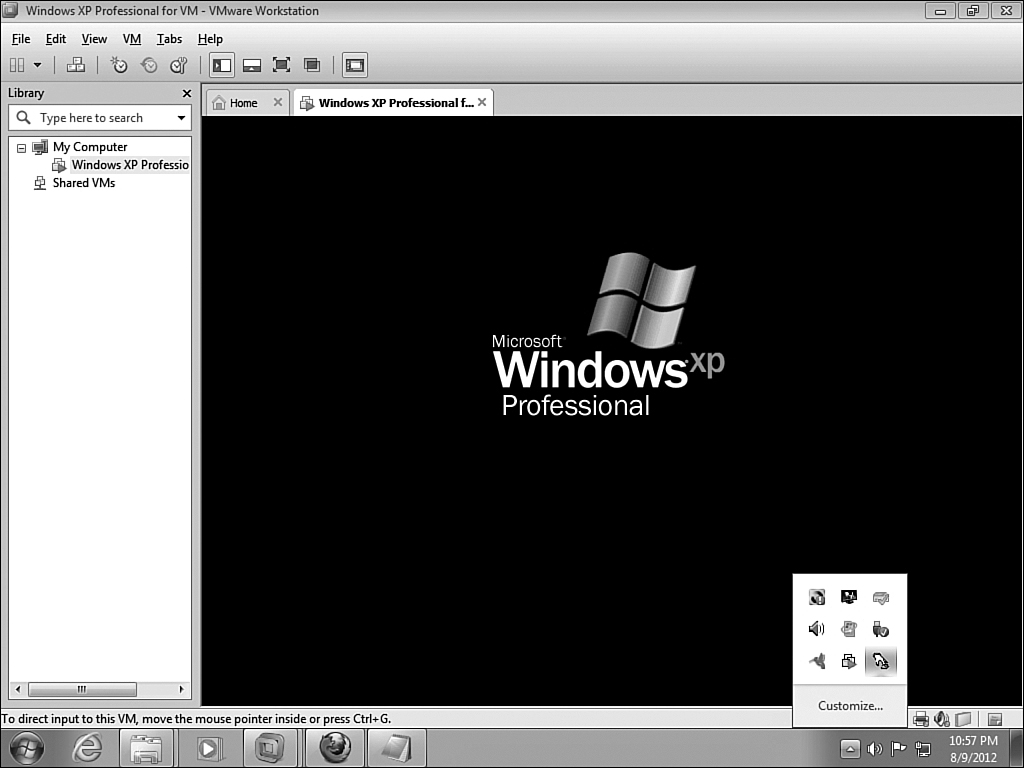 Windows XP Professional for VM - VMware Workstation
File Edit View VM Tabs Help
Library
Home
Windows XP Professional f...
Type here to search
My Computer
Windows XP Professio
Shared VMs
Microsoft
Windows xp
Professional
Customize...
To direct input to this VM, move the mouse pointer inside or press Ctrl+G.
10:57 PM
8/9/2012